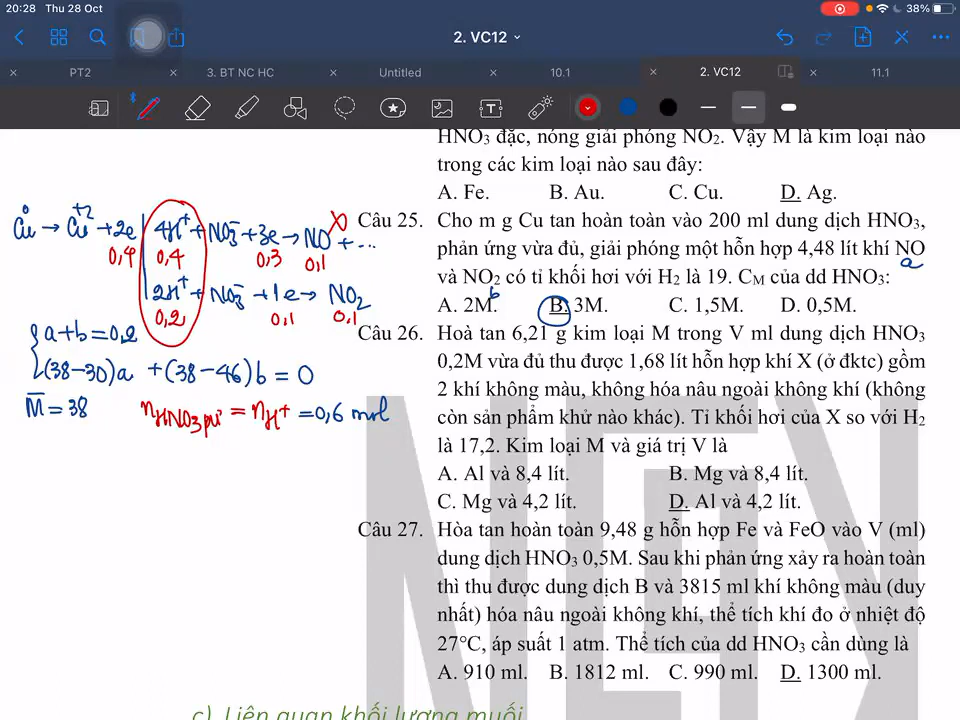 20:28 Thu 28 Oct
38%
2. VC12
PT2
3. BT NC HC
Untitled
10.1
2. VC12
11.1
HNO3 đặc, nóng giải phóng NO2. Vậy M là kim loại nào
trong các kim loại nào sau đây:
A. Fe. B. Au. C. Cu. D. Ag.
Câu 25. Cho m g Cu tan hoàn toàn vào 200 ml dung dịch HNO3,
phản ứng vừa đủ, giải phóng một hỗn hợp 4,48 lít khí NO
a
và NO2 có tỉ khối hơi với H2 là 19. CM của dd HNO3:
b
A. 2M. B. 3M. C. 1,5M. D. 0,5M.
Câu 26. Hoà tan 6,21 g kim loại M trong V ml dung dịch HNO3
0,2M vừa đủ thu được 1,68 lít hỗn hợp khí X (ở đktc) gồm
2 khí không màu, không hóa nâu ngoài không khí (không
còn sản phẩm khử nào khác). Tỉ khối hơi của X so với H2
là 17,2. Kim loại M và giá trị V là
A. Al và 8,4 lít. B. Mg và 8,4 lít.
C. Mg và 4,2 lít. D. Al và 4,2 lít.
Câu 27. Hòa tan hoàn toàn 9,48 g hỗn hợp Fe và FeO vào V (ml)
dung dịch HNO3 0,5M. Sau khi phản ứng xảy ra hoàn toàn
thì thu được dung dịch B và 3815 ml khí không màu (duy
nhất) hóa nâu ngoài không khí, thể tích khí đo ở nhiệt độ
27°C, áp suất 1 atm. Thể tích của dd HNO3 cần dùng là
A. 910 ml. B. 1812 ml. C. 990 ml. D. 1300 ml.
c) Liên quan khối lượng muối
Cu⁰ → Cu⁺² + 2e | 4H⁺ + NO3⁻ + 3e → NO + ...
0,4 0,4 0,3 0,1
2H⁺ + NO3⁻ + 1e → NO2
0,2 0,1 0,1
{ a+b = 0,2
(38-30)a + (38-46)b = 0
M̄ = 38
nHNO3 pư = nH⁺ = 0,6 mol